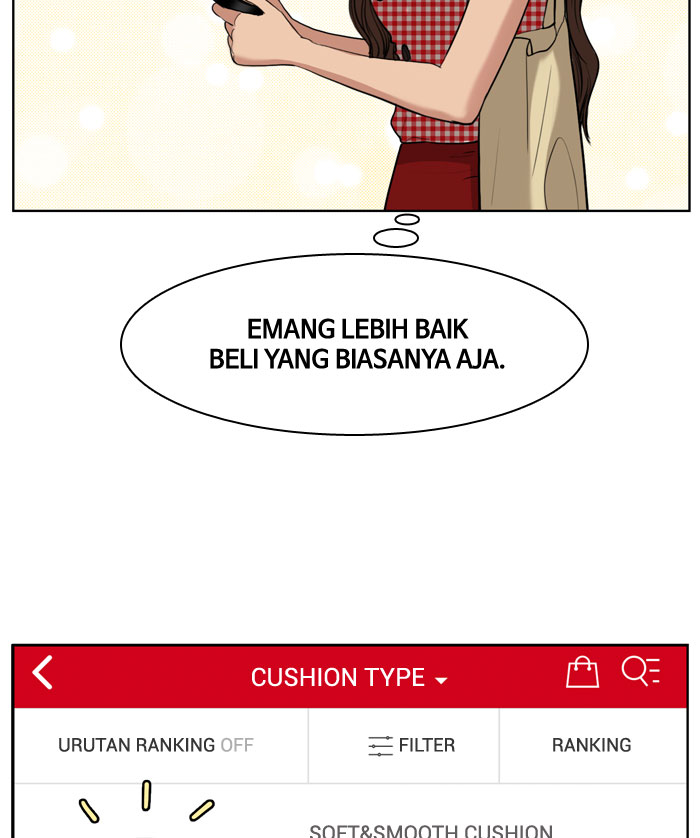 EMANG LEBIH BAIK
BELI YANG BIASANYA AJA.
CUSHION TYPE
URUTAN RANKING OFF
FILTER
RANKING
SOFT&SMOOTH CUSHION